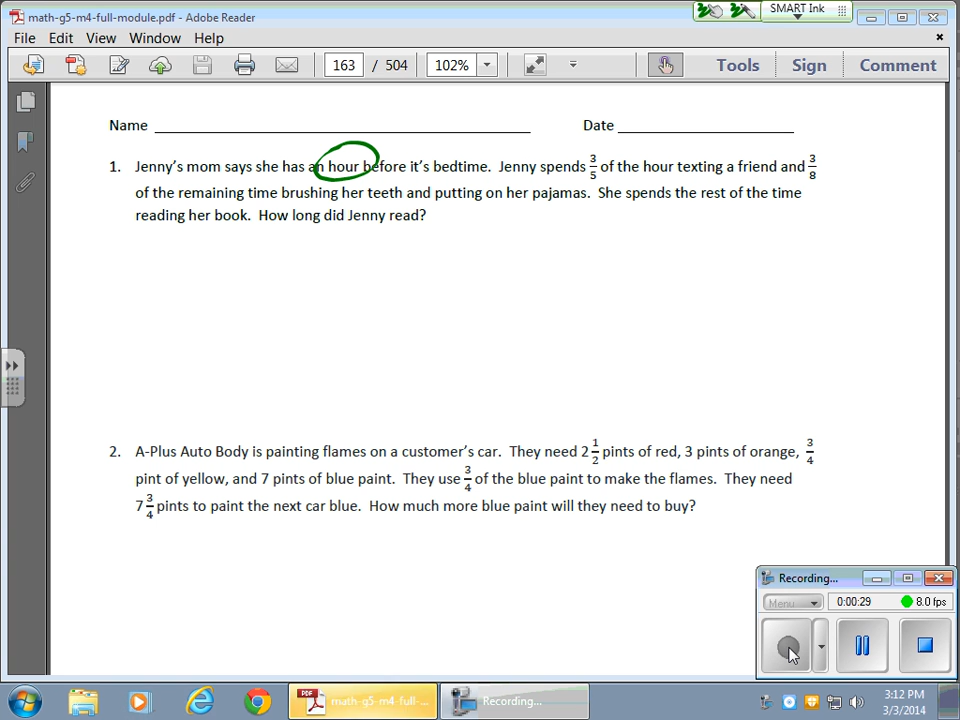 math-g5-m4-full-module.pdf - Adobe Reader
SMART Ink
File Edit View Window Help
163 / 504 102% Tools Sign Comment
Name ______ Date ______
1. Jenny’s mom says she has an hour before it’s bedtime. Jenny spends 3/5 of the hour texting a friend and 3/8
of the remaining time brushing her teeth and putting on her pajamas. She spends the rest of the time
reading her book. How long did Jenny read?
2. A-Plus Auto Body is painting flames on a customer’s car. They need 2 1/2 pints of red, 3 pints of orange, 3/4
pint of yellow, and 7 pints of blue paint. They use 3/4 of the blue paint to make the flames. They need
7 3/4 pints to paint the next car blue. How much more blue paint will they need to buy?
Recording...
Menu 0:00:29 8.0 fps
PDF math-g5-m4-full-... Recording... 3:12 PM
3/3/2014